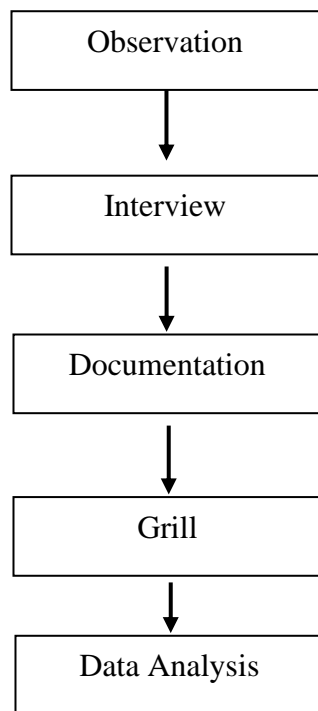 Observation
Interview
Documentation
Grill
Data Analysis